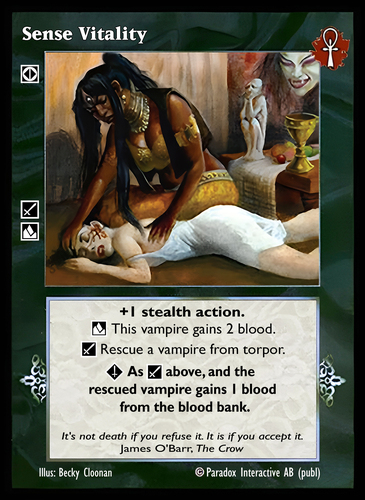 Sense Vitality
+1 stealth action.
This vampire gains 2 blood.
Rescue a vampire from torpor.
As above, and the
rescued vampire gains 1 blood
from the blood bank.
It's not death if you refuse it. It is if you accept it.
James O'Barr, The Crow
Illus: Becky Cloonan © Paradox Interactive AB (publ)